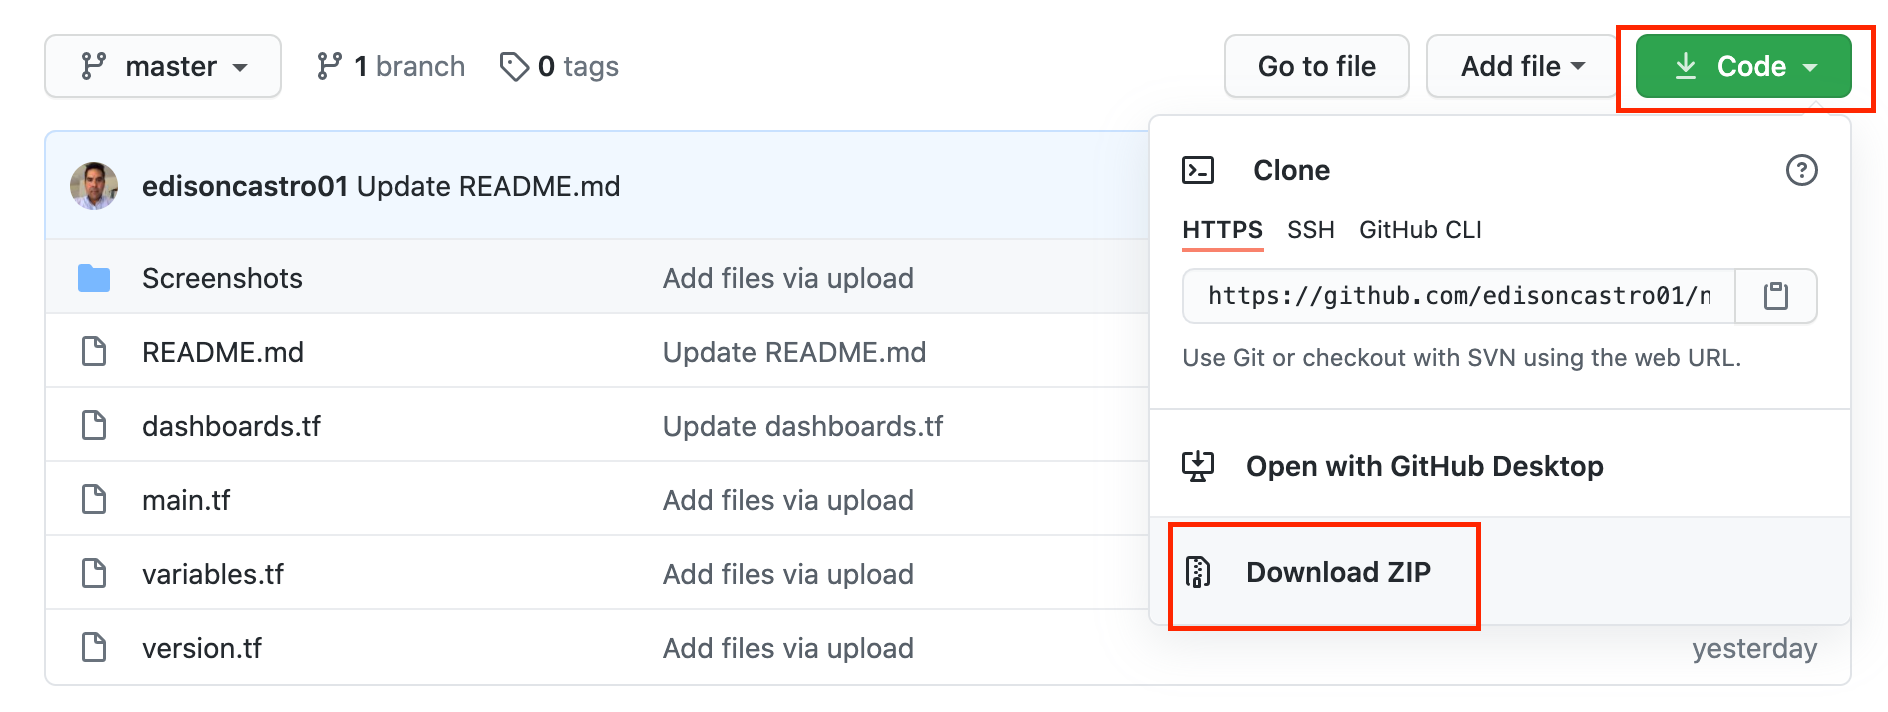 master 1 branch 0 tags Go to file Add file Code
edisoncastro01 Update README.md
Screenshots Add files via upload
README.md Update README.md
dashboards.tf Update dashboards.tf
main.tf Add files via upload
variables.tf Add files via upload
version.tf Add files via upload yesterday
Clone
HTTPS SSH GitHub CLI
https://github.com/edisoncastro01/n
Use Git or checkout with SVN using the web URL.
Open with GitHub Desktop
Download ZIP